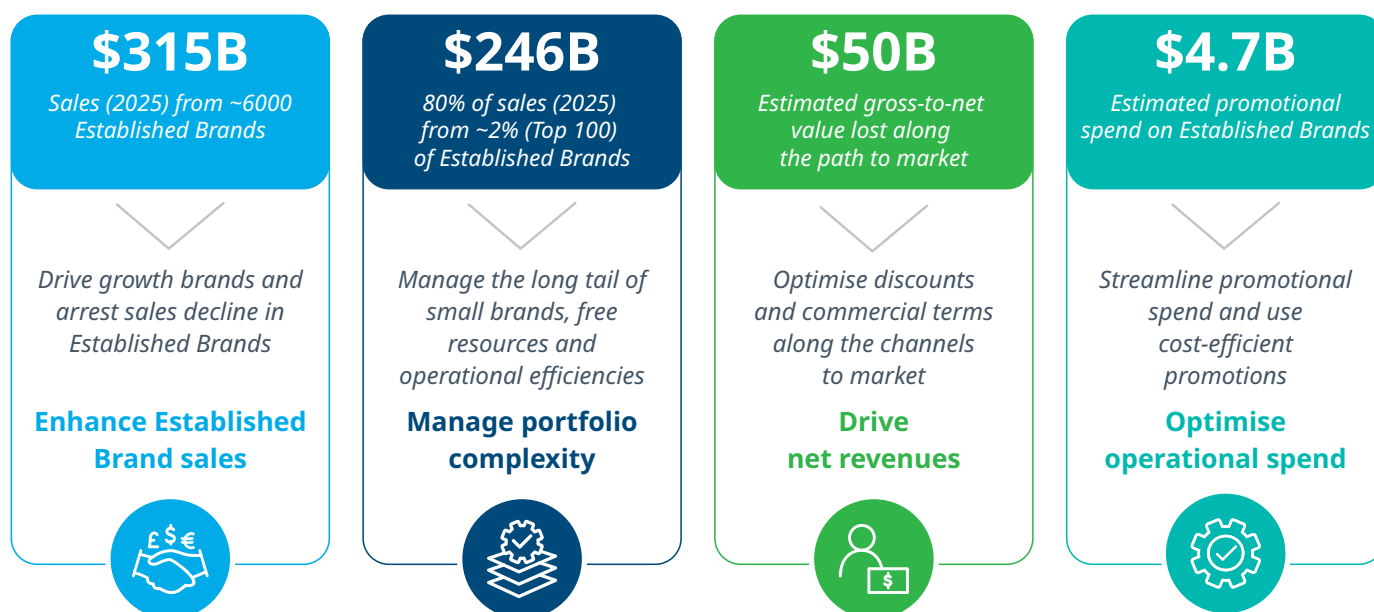 $315B
Sales (2025) from ~6000
Established Brands
Drive growth brands and
arrest sales decline in
Established Brands
Enhance Established
Brand sales
£ $ €
$246B
80% of sales (2025)
from ~2% (Top 100)
of Established Brands
Manage the long tail of
small brands, free
resources and
operational efficiencies
Manage portfolio
complexity
$50B
Estimated gross-to-net
value lost along
the path to market
Optimise discounts
and commercial terms
along the channels
to market
Drive
net revenues
$
$4.7B
Estimated promotional
spend on Established Brands
Streamline promotional
spend and use
cost-efficient
promotions
Optimise
operational spend